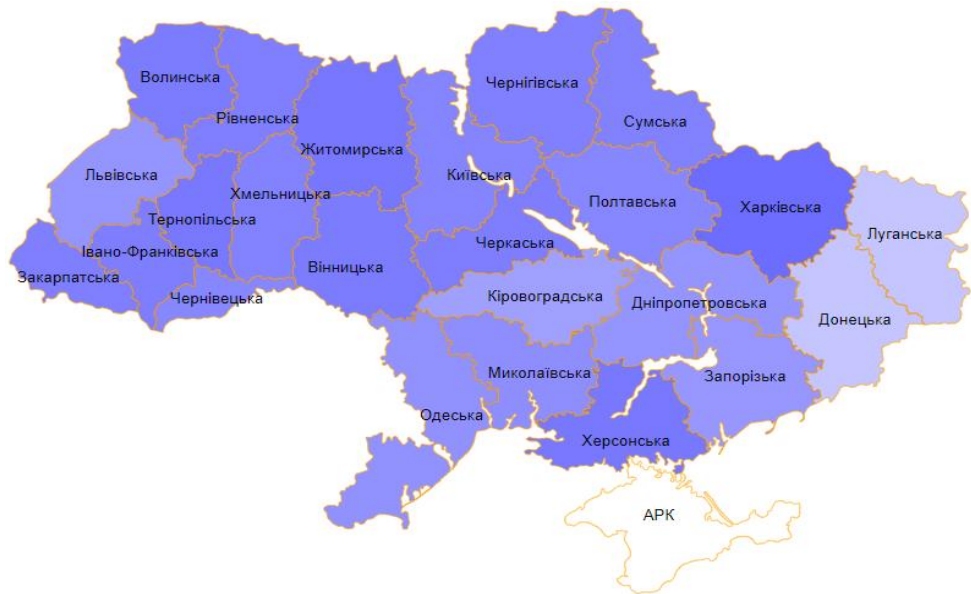 Волинська
Рівненська
Житомирська
Чернігівська
Сумська
Львівська
Тернопільська
Хмельницька
Київська
Полтавська
Харківська
Луганська
Івано-Франківська
Закарпатська
Чернівецька
Вінницька
Черкаська
Кіровоградська
Дніпропетровська
Донецька
Миколаївська
Запорізька
Одеська
Херсонська
АРК